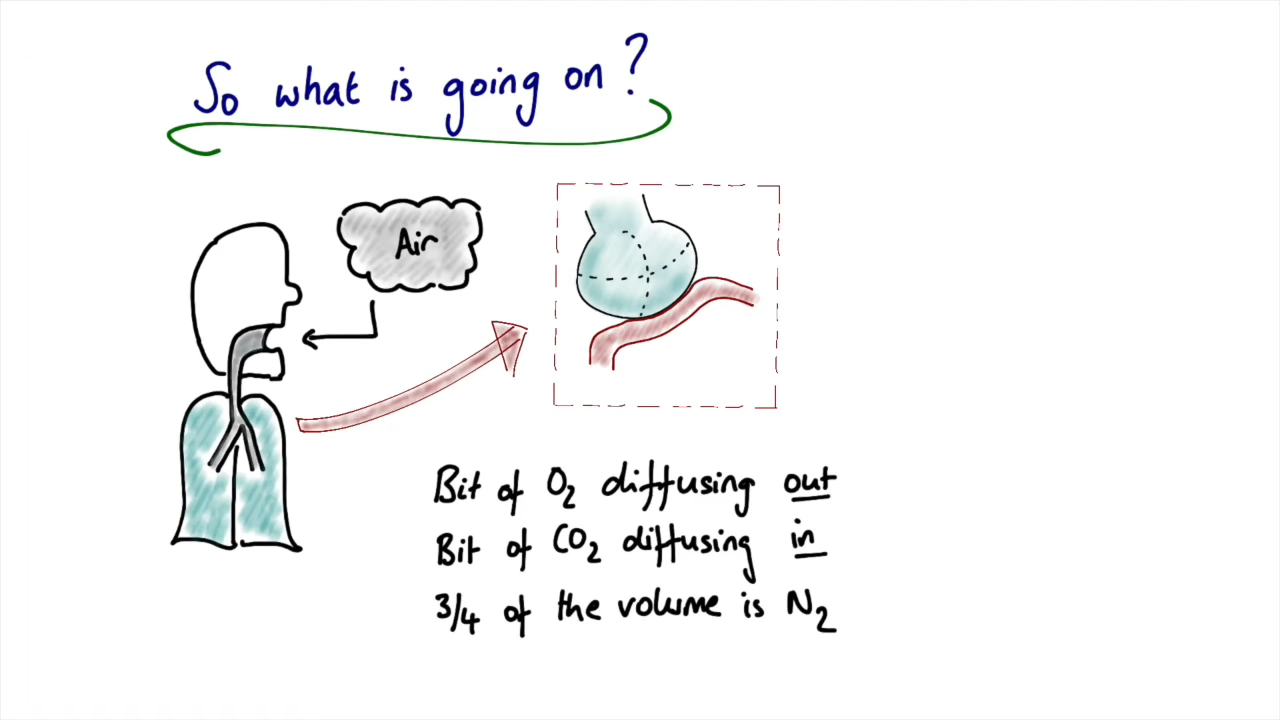 So what is going on?
Air
Bit of O₂ diffusing out
Bit of CO₂ diffusing in
3/4 of the volume is N₂